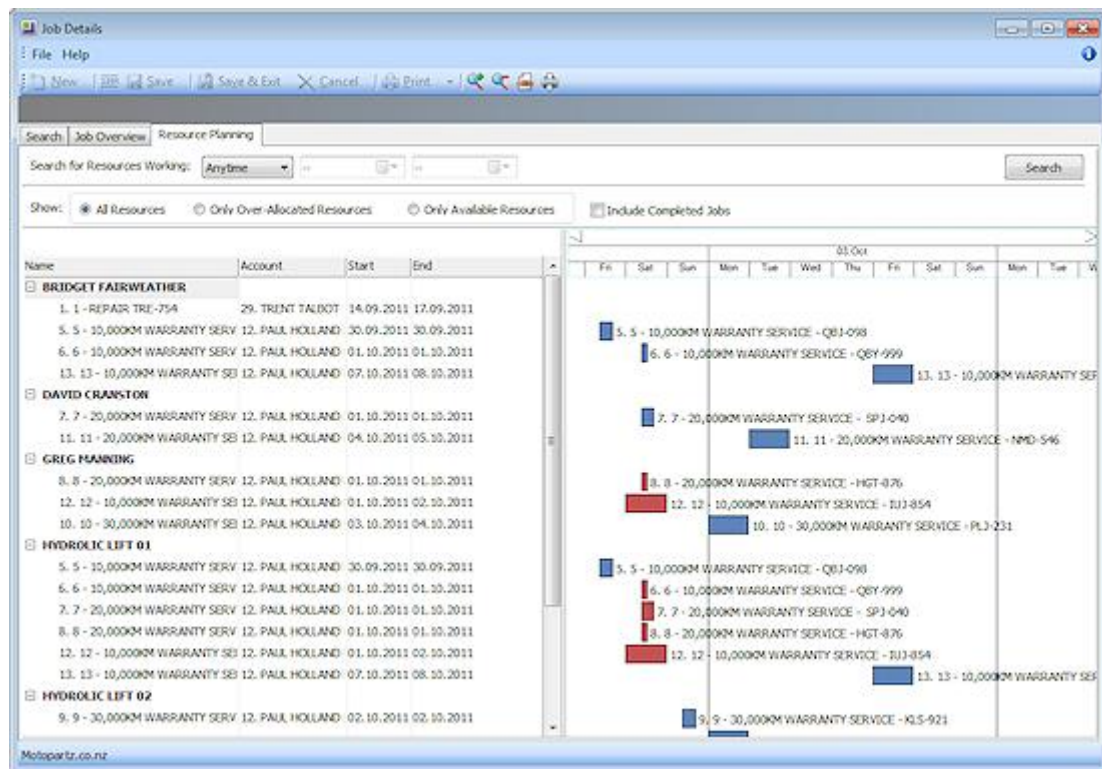 Job Details
File Help
New Save Save & Exit Cancel Print
Search Job Overview Resource Planning
Search for Resources Working: Anytime Search
Show: All Resources Only Over-Allocated Resources Only Available Resources Include Completed Jobs
03 Oct
Name Account Start End Fri Sat Sun Mon Tue Wed Thu Fri Sat Sun Mon Tue W
BRIDGET FAIRWEATHER
1. 1 - REPAIR TRE-754 29. TRENT TALBOT 14.09.2011 17.09.2011
5. 5 - 10,000KM WARRANTY SERV 12. PAUL HOLLAND 30.09.2011 30.09.2011 5. 5 - 10,000KM WARRANTY SERVICE - QBJ-098
6. 6 - 10,000KM WARRANTY SERV 12. PAUL HOLLAND 01.10.2011 01.10.2011 6. 6 - 10,000KM WARRANTY SERVICE - QBY-999
13. 13 - 10,000KM WARRANTY SEI 12. PAUL HOLLAND 07.10.2011 08.10.2011 13. 13 - 10,000KM WARRANTY SER
DAVID CRANSTON
7. 7 - 20,000KM WARRANTY SERV 12. PAUL HOLLAND 01.10.2011 01.10.2011 7. 7 - 20,000KM WARRANTY SERVICE - SPJ-040
11. 11 - 20,000KM WARRANTY SEI 12. PAUL HOLLAND 04.10.2011 05.10.2011 11. 11 - 20,000KM WARRANTY SERVICE - NMD-546
GREG MANNING
8. 8 - 20,000KM WARRANTY SERV 12. PAUL HOLLAND 01.10.2011 01.10.2011 8. 8 - 20,000KM WARRANTY SERVICE - HGT-876
12. 12 - 10,000KM WARRANTY SEI 12. PAUL HOLLAND 01.10.2011 02.10.2011 12. 12 - 10,000KM WARRANTY SERVICE - IUJ-854
10. 10 - 30,000KM WARRANTY SEI 12. PAUL HOLLAND 03.10.2011 04.10.2011 10. 10 - 30,000KM WARRANTY SERVICE - PLJ-231
HYDROLIC LIFT 01
5. 5 - 10,000KM WARRANTY SERV 12. PAUL HOLLAND 30.09.2011 30.09.2011 5. 5 - 10,000KM WARRANTY SERVICE - QBJ-098
6. 6 - 10,000KM WARRANTY SERV 12. PAUL HOLLAND 01.10.2011 01.10.2011 6. 6 - 10,000KM WARRANTY SERVICE - QBY-999
7. 7 - 20,000KM WARRANTY SERV 12. PAUL HOLLAND 01.10.2011 01.10.2011 7. 7 - 20,000KM WARRANTY SERVICE - SPJ-040
8. 8 - 20,000KM WARRANTY SERV 12. PAUL HOLLAND 01.10.2011 01.10.2011 8. 8 - 20,000KM WARRANTY SERVICE - HGT-876
12. 12 - 10,000KM WARRANTY SEI 12. PAUL HOLLAND 01.10.2011 02.10.2011 12. 12 - 10,000KM WARRANTY SERVICE - IUJ-854
13. 13 - 10,000KM WARRANTY SEI 12. PAUL HOLLAND 07.10.2011 08.10.2011 13. 13 - 10,000KM WARRANTY SER
HYDROLIC LIFT 02
9. 9 - 30,000KM WARRANTY SERV 12. PAUL HOLLAND 02.10.2011 02.10.2011 9. 9 - 30,000KM WARRANTY SERVICE - KLS-921
Motopartz.co.nz